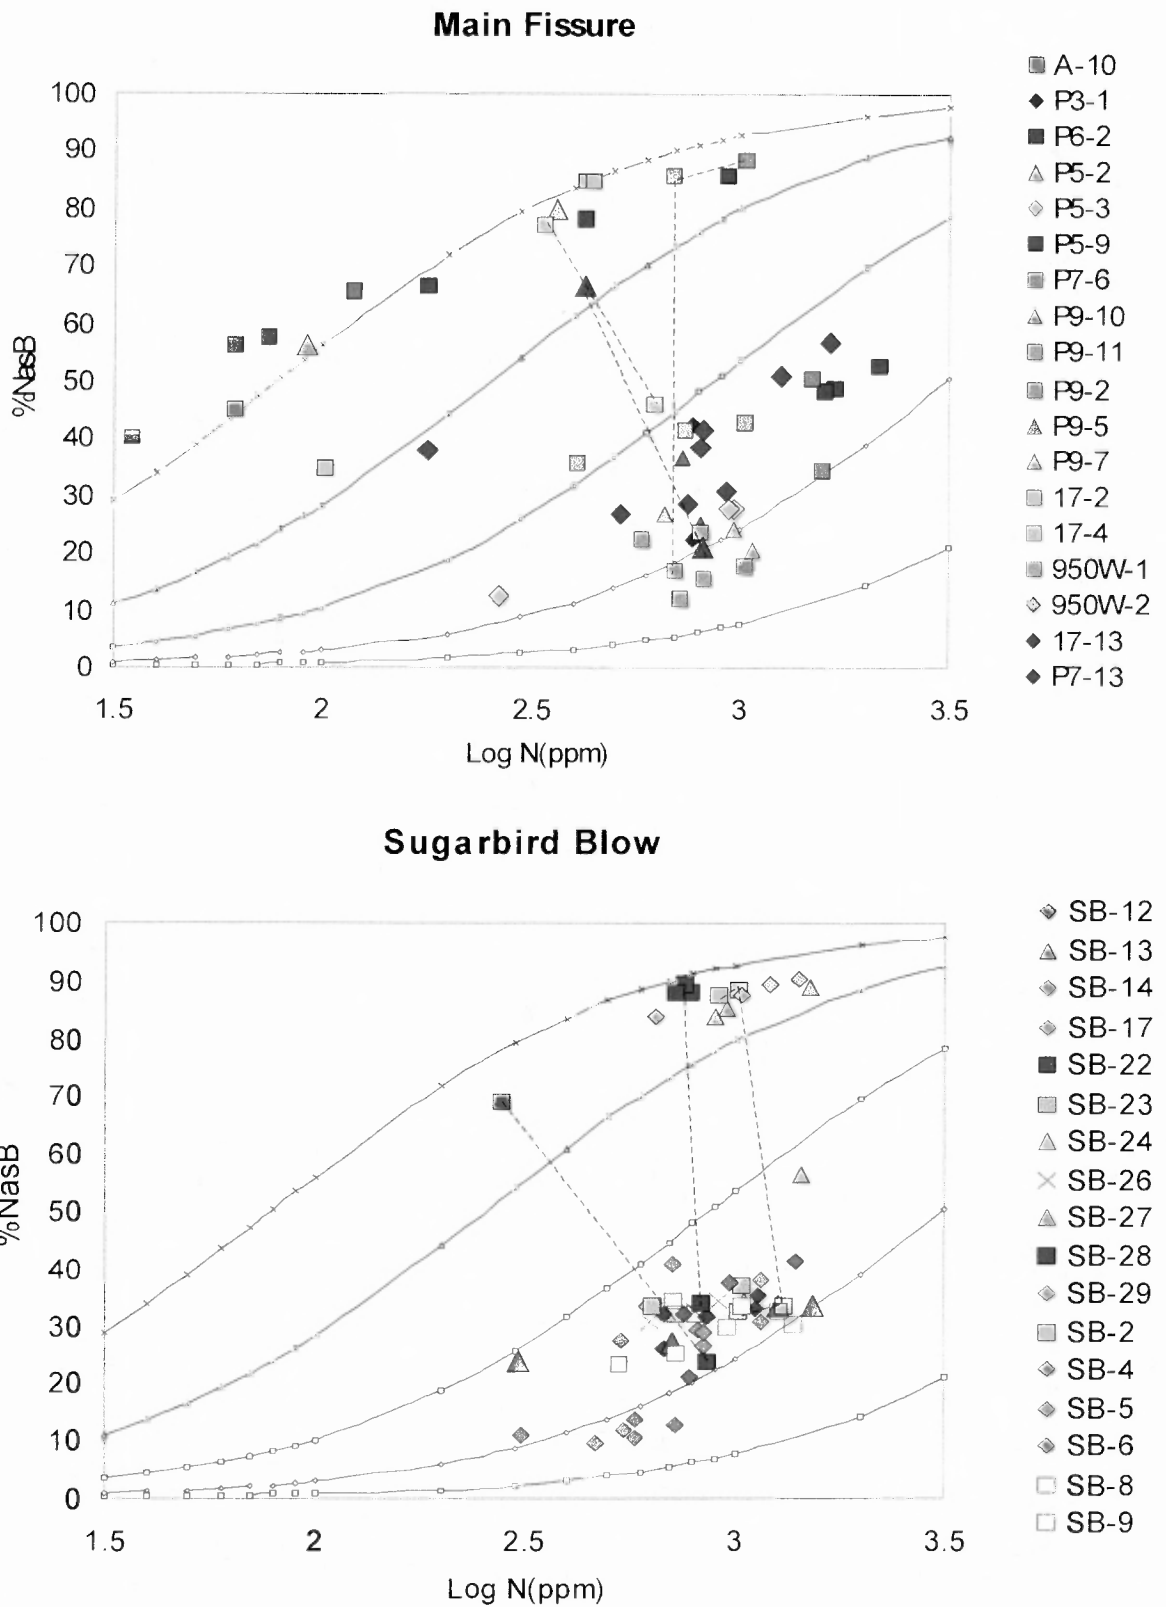 Main Fissure
100
90
80
70
60
50
40
30
20
10
0
%NasB
1.5
2
2.5
3
3.5
Log N(ppm)
A-10
P3-1
P6-2
P5-2
P5-3
P5-9
P7-6
P9-10
P9-11
P9-2
P9-5
P9-7
17-2
17-4
950W-1
950W-2
17-13
P7-13
Sugarbird Blow
100
90
80
70
60
50
40
30
20
10
0
%NasB
1.5
2
2.5
3
3.5
Log N(ppm)
SB-12
SB-13
SB-14
SB-17
SB-22
SB-23
SB-24
SB-26
SB-27
SB-28
SB-29
SB-2
SB-4
SB-5
SB-6
SB-8
SB-9